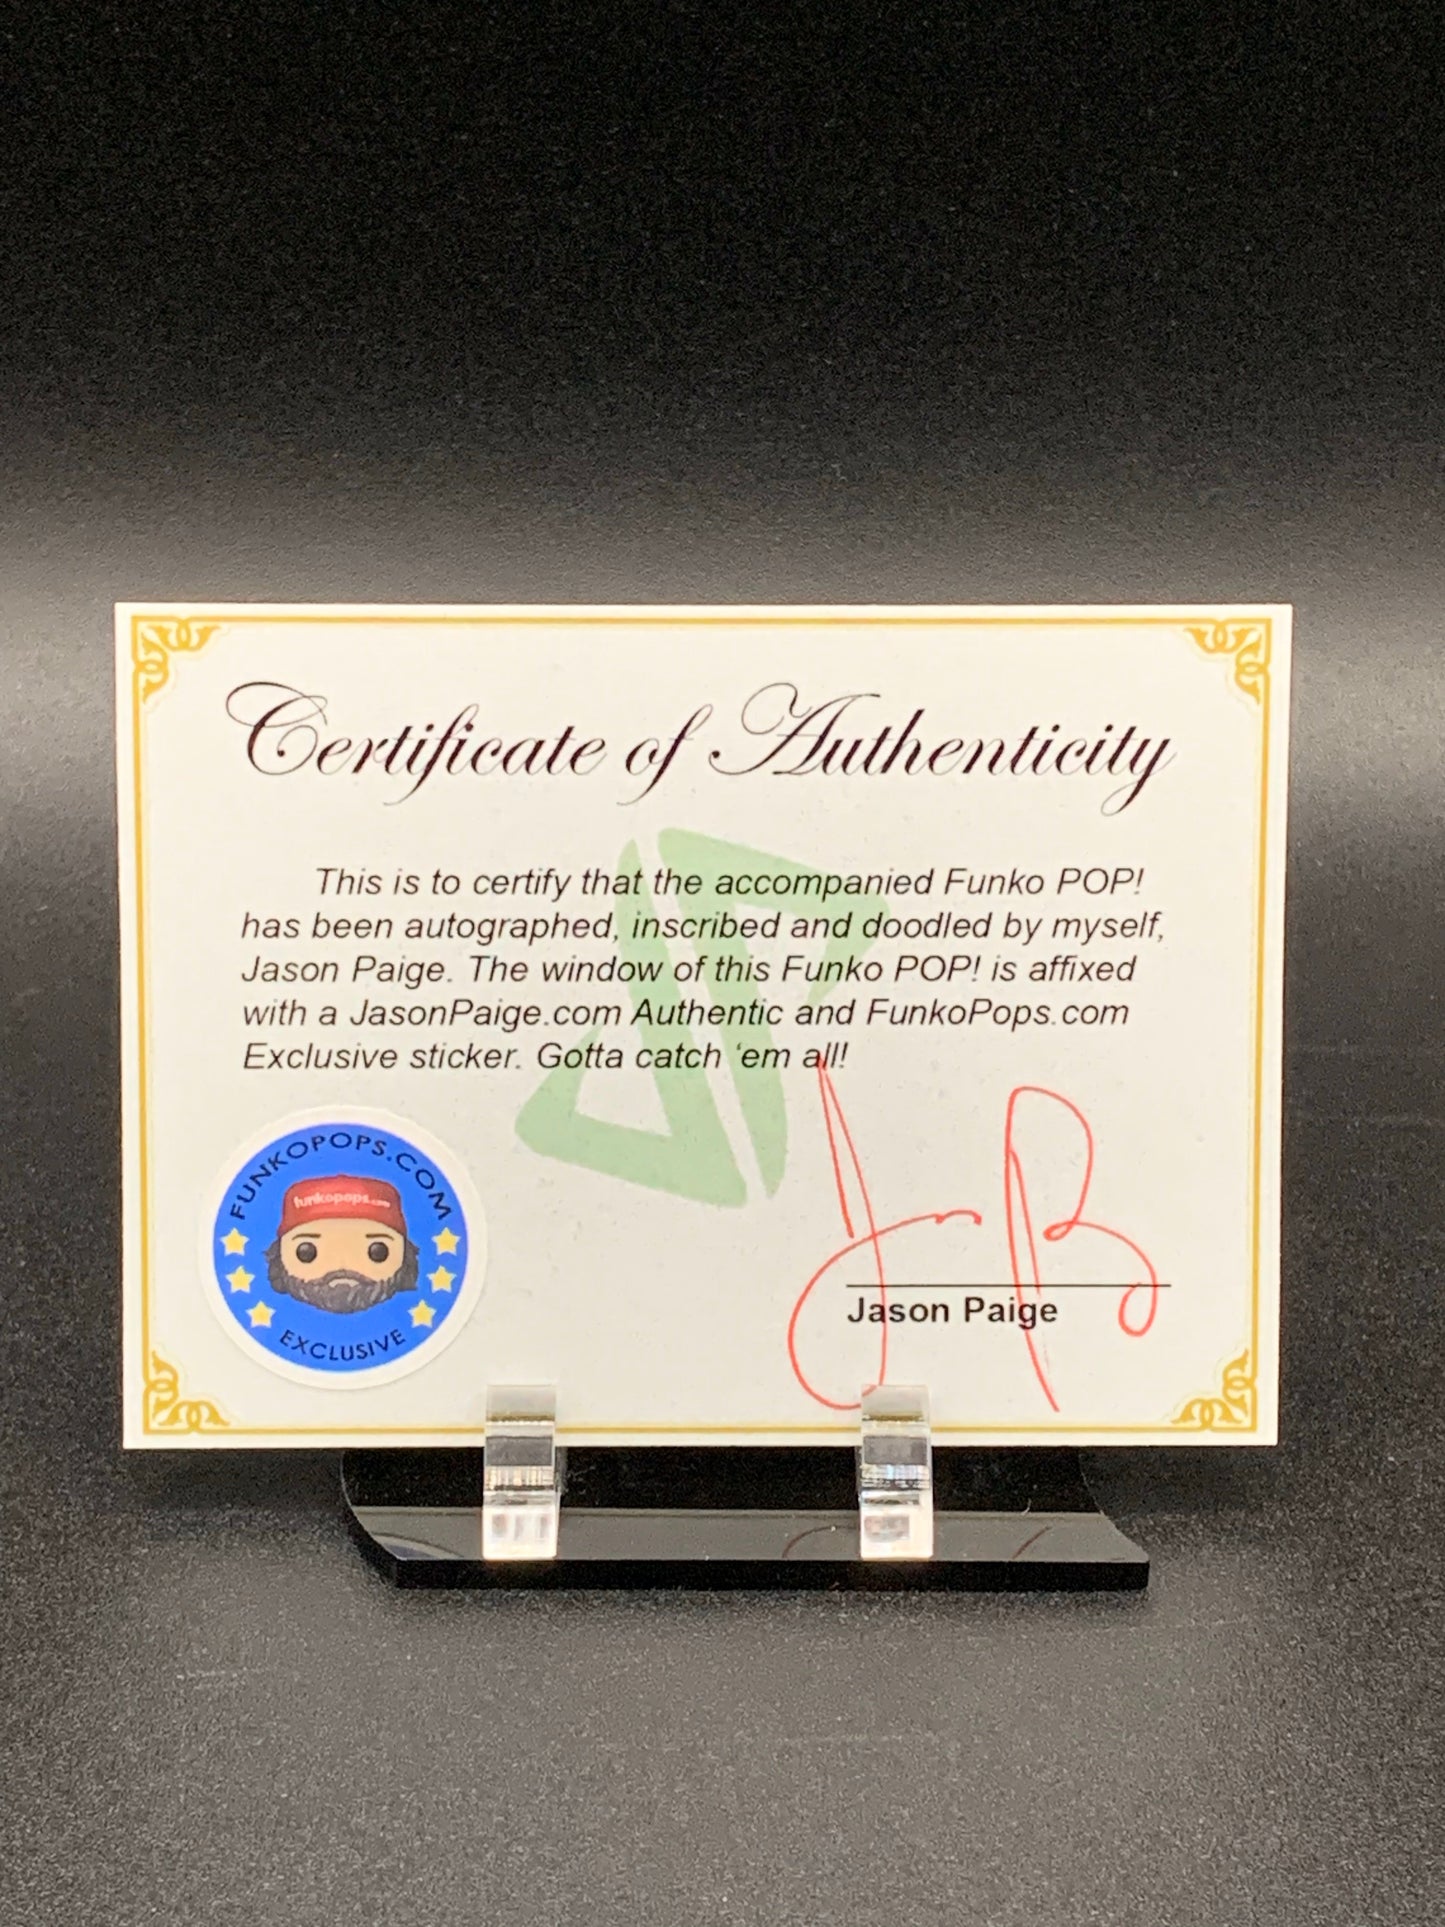 Certificate of Authenticity
This is to certify that the accompanied Funko POP!
has been autographed, inscribed and doodled by myself,
Jason Paige. The window of this Funko POP! is affixed
with a JasonPaige.com Authentic and FunkoPops.com
Exclusive sticker. Gotta catch ‘em all!
FUNKOPOPS.COM
funkopops.com
EXCLUSIVE
Jason Paige